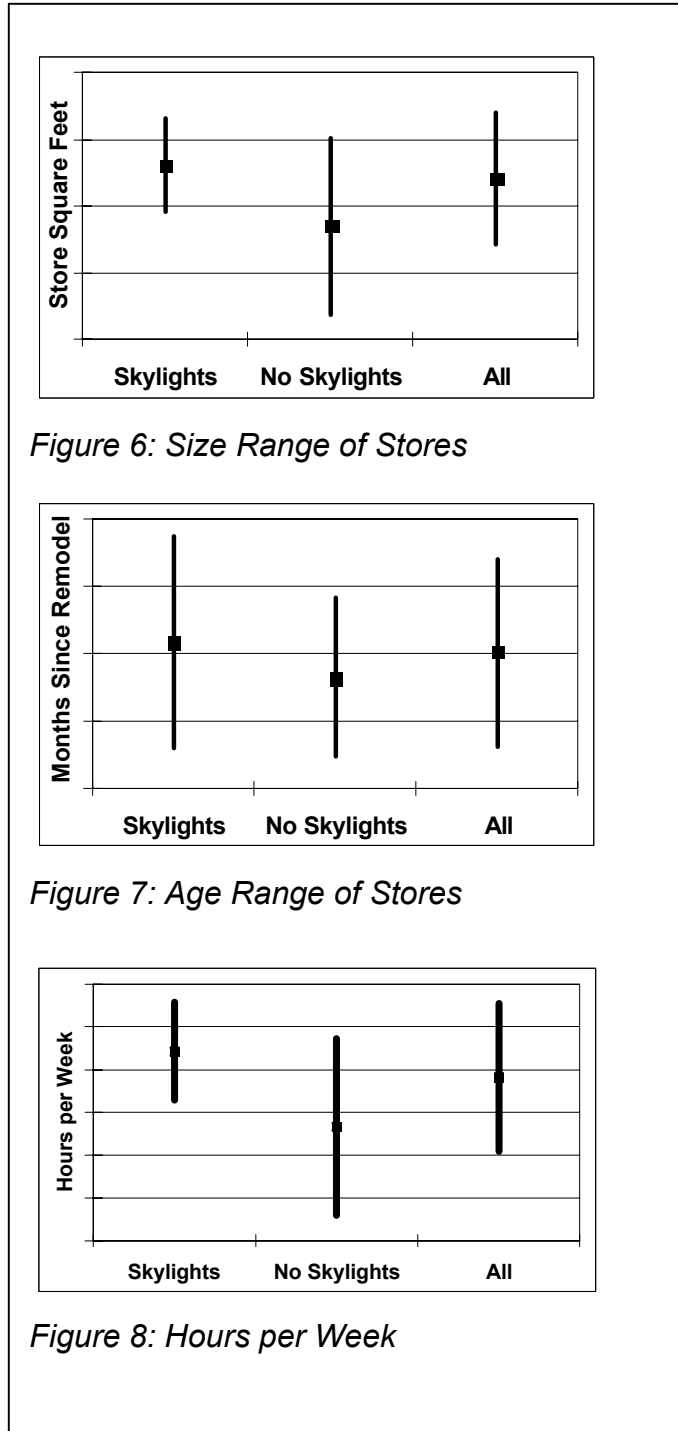 Store Square Feet
Skylights No Skylights All
Figure 6: Size Range of Stores
Months Since Remodel
Skylights No Skylights All
Figure 7: Age Range of Stores
Hours per Week
Skylights No Skylights All
Figure 8: Hours per Week